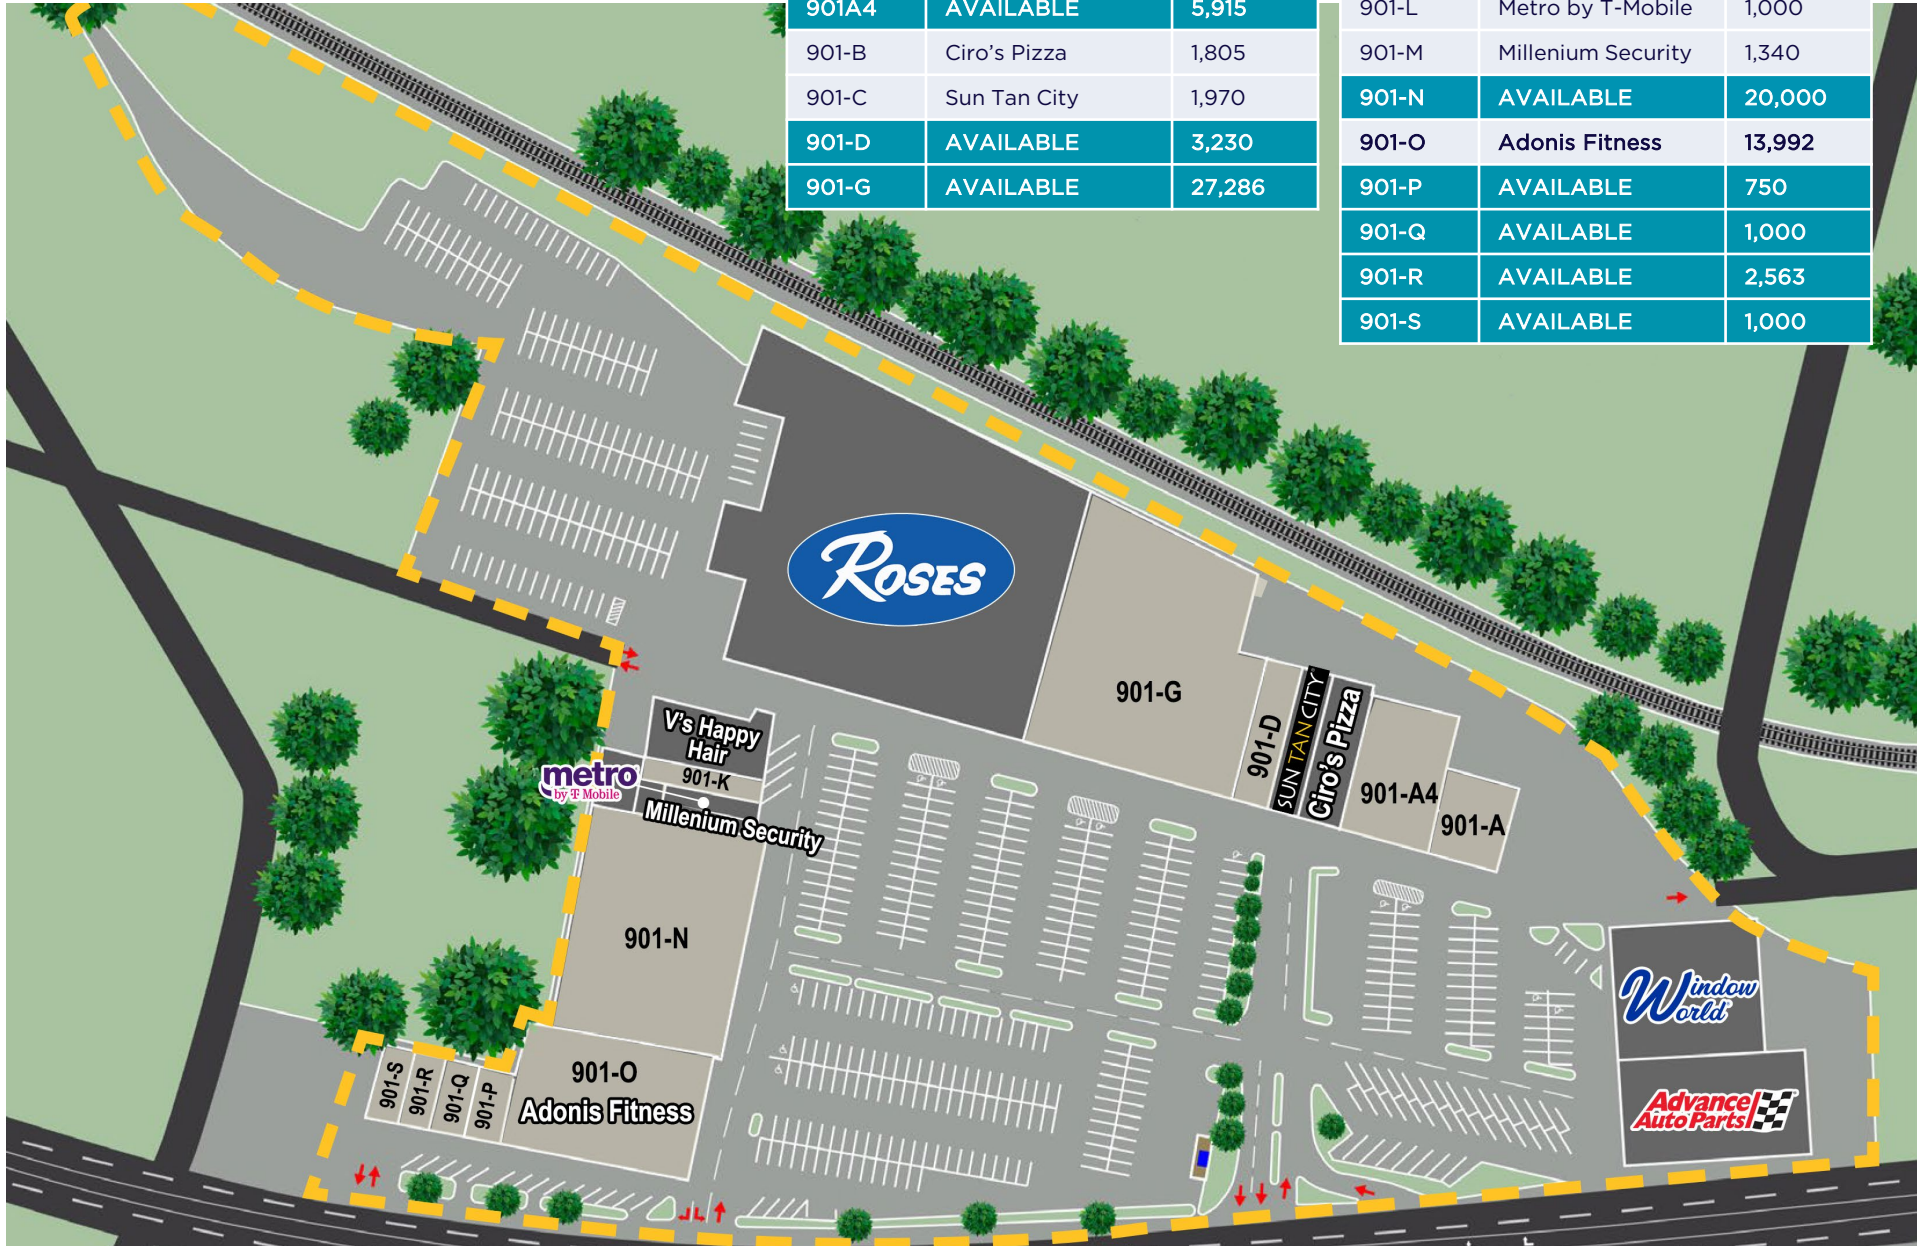 901A4 AVAILABLE 5,915
901-B Ciro's Pizza 1,805
901-C Sun Tan City 1,970
901-D AVAILABLE 3,230
901-G AVAILABLE 27,286
901-L Metro by T-Mobile 1,000
901-M Millenium Security 1,340
901-N AVAILABLE 20,000
901-O Adonis Fitness 13,992
901-P AVAILABLE 750
901-Q AVAILABLE 1,000
901-R AVAILABLE 2,563
901-S AVAILABLE 1,000
ROSES
901-G
901-D
SUN TAN CITY
Ciro's Pizza
901-A4
901-A
V's Happy
Hair
901-K
metro
by T Mobile
Millenium Security
901-N
901-O
Adonis Fitness
901-S
901-R
901-Q
901-P
Window
World
Advance
Auto Parts